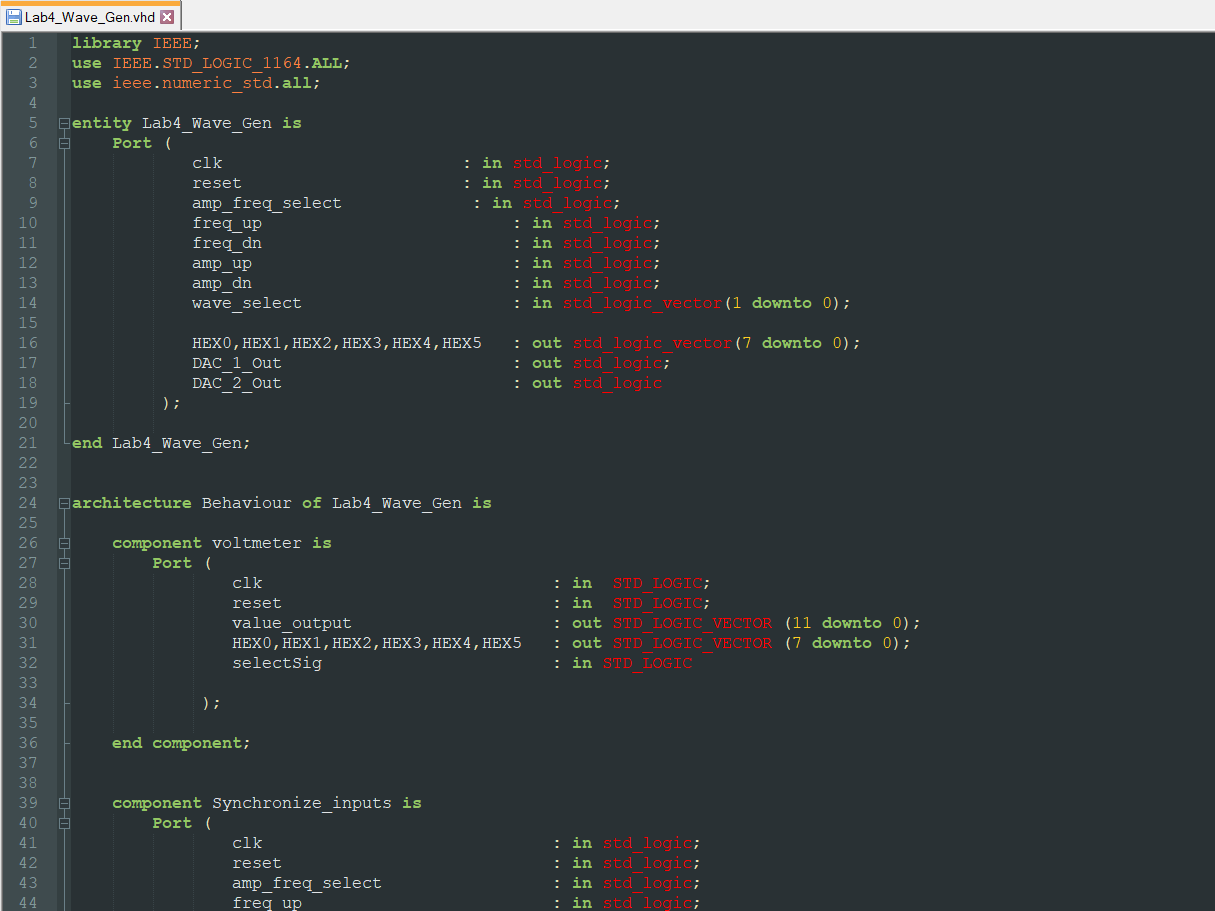 Lab4_Wave_Gen.vhd
1 library IEEE;
2 use IEEE.STD_LOGIC_1164.ALL;
3 use ieee.numeric_std.all;
4
5 entity Lab4_Wave_Gen is
6 Port (
7 clk : in std_logic;
8 reset : in std_logic;
9 amp_freq_select : in std_logic;
10 freq_up : in std_logic;
11 freq_dn : in std_logic;
12 amp_up : in std_logic;
13 amp_dn : in std_logic;
14 wave_select : in std_logic_vector(1 downto 0);
15
16 HEX0,HEX1,HEX2,HEX3,HEX4,HEX5 : out std_logic_vector(7 downto 0);
17 DAC_1_Out : out std_logic;
18 DAC_2_Out : out std_logic
19 );
20
21 end Lab4_Wave_Gen;
22
23
24 architecture Behaviour of Lab4_Wave_Gen is
25
26 component voltmeter is
27 Port (
28 clk : in STD_LOGIC;
29 reset : in STD_LOGIC;
30 value_output : out STD_LOGIC_VECTOR (11 downto 0);
31 HEX0,HEX1,HEX2,HEX3,HEX4,HEX5 : out STD_LOGIC_VECTOR (7 downto 0);
32 selectSig : in STD_LOGIC
33
34 );
35
36 end component;
37
38
39 component Synchronize_inputs is
40 Port (
41 clk : in std_logic;
42 reset : in std_logic;
43 amp_freq_select : in std_logic;
44 freq_up : in std_logic;